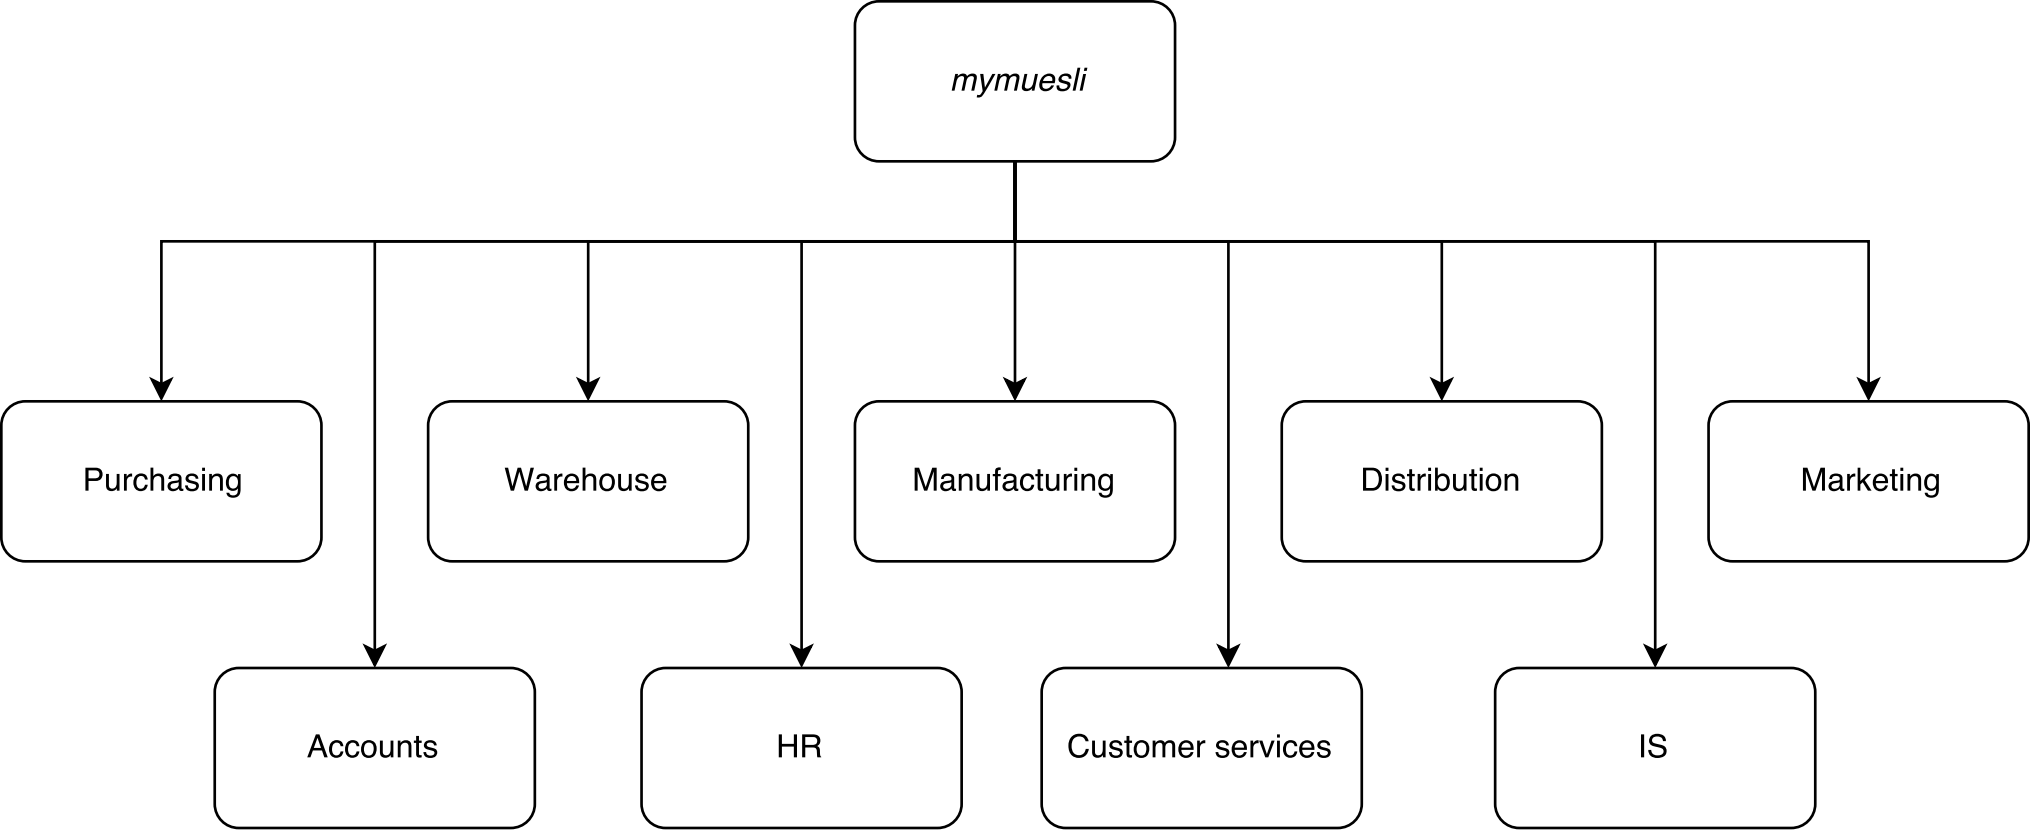 mymuesli
Purchasing
Warehouse
Manufacturing
Distribution
Marketing
Accounts
HR
Customer services
IS